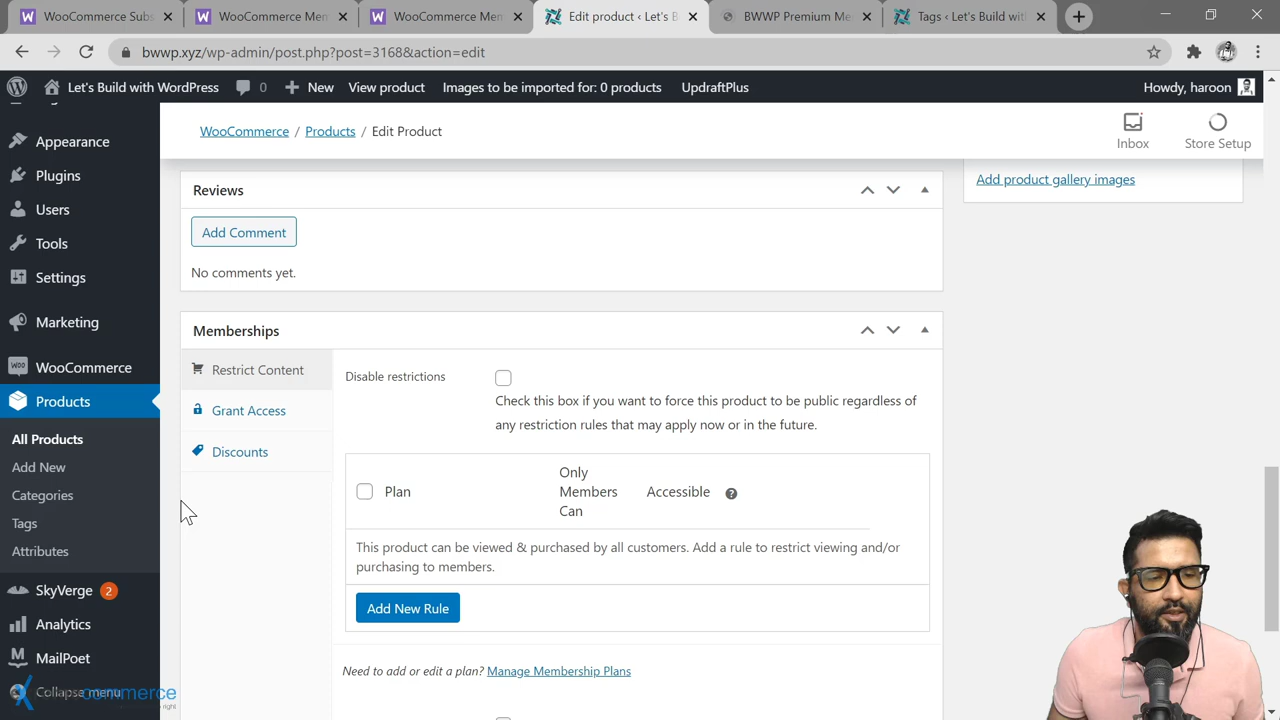 WooCommerce Subs
WooCommerce Mem
WooCommerce Mem
Edit product ‹ Let's B
BWWP Premium Me
Tags ‹ Let's Build with
bwwp.xyz/wp-admin/post.php?post=3168&action=edit
Let's Build with WordPress
0
New
View product
Images to be imported for: 0 products
UpdraftPlus
Howdy, haroon
Appearance
Plugins
Users
Tools
Settings
Marketing
WooCommerce
Products
All Products
Add New
Categories
Tags
Attributes
SkyVerge 2
Analytics
MailPoet
Collapse menu
commerce
right
WooCommerce / Products / Edit Product
Inbox
Store Setup
Reviews
Add Comment
No comments yet.
Add product gallery images
Memberships
Restrict Content
Grant Access
Discounts
Disable restrictions
Check this box if you want to force this product to be public regardless of
any restriction rules that may apply now or in the future.
Plan
Only
Members
Can
Accessible
?
This product can be viewed & purchased by all customers. Add a rule to restrict viewing and/or
purchasing to members.
Add New Rule
Need to add or edit a plan? Manage Membership Plans